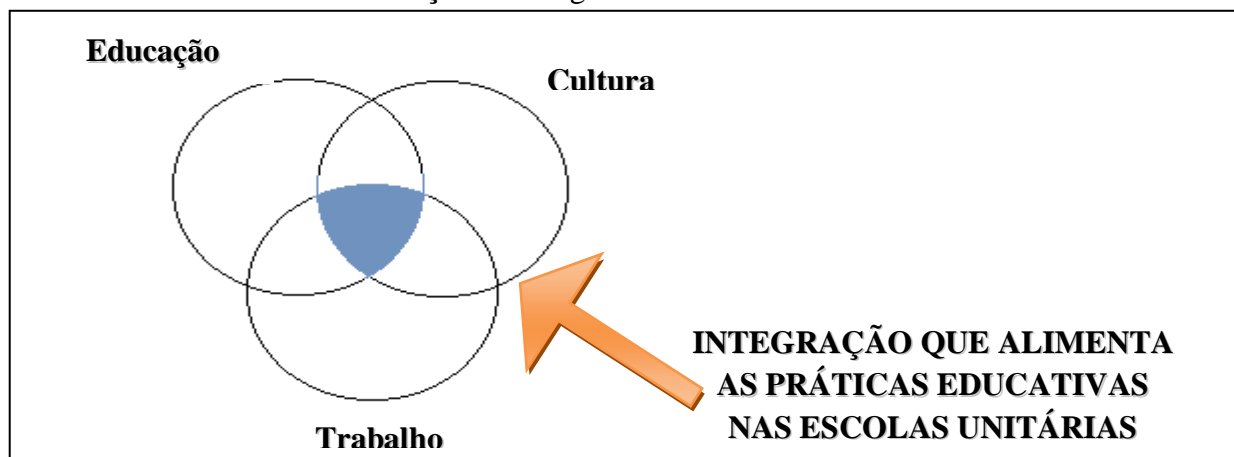 Educação
Cultura
INTEGRAÇÃO QUE ALIMENTA
AS PRÁTICAS EDUCATIVAS
NAS ESCOLAS UNITÁRIAS
Trabalho